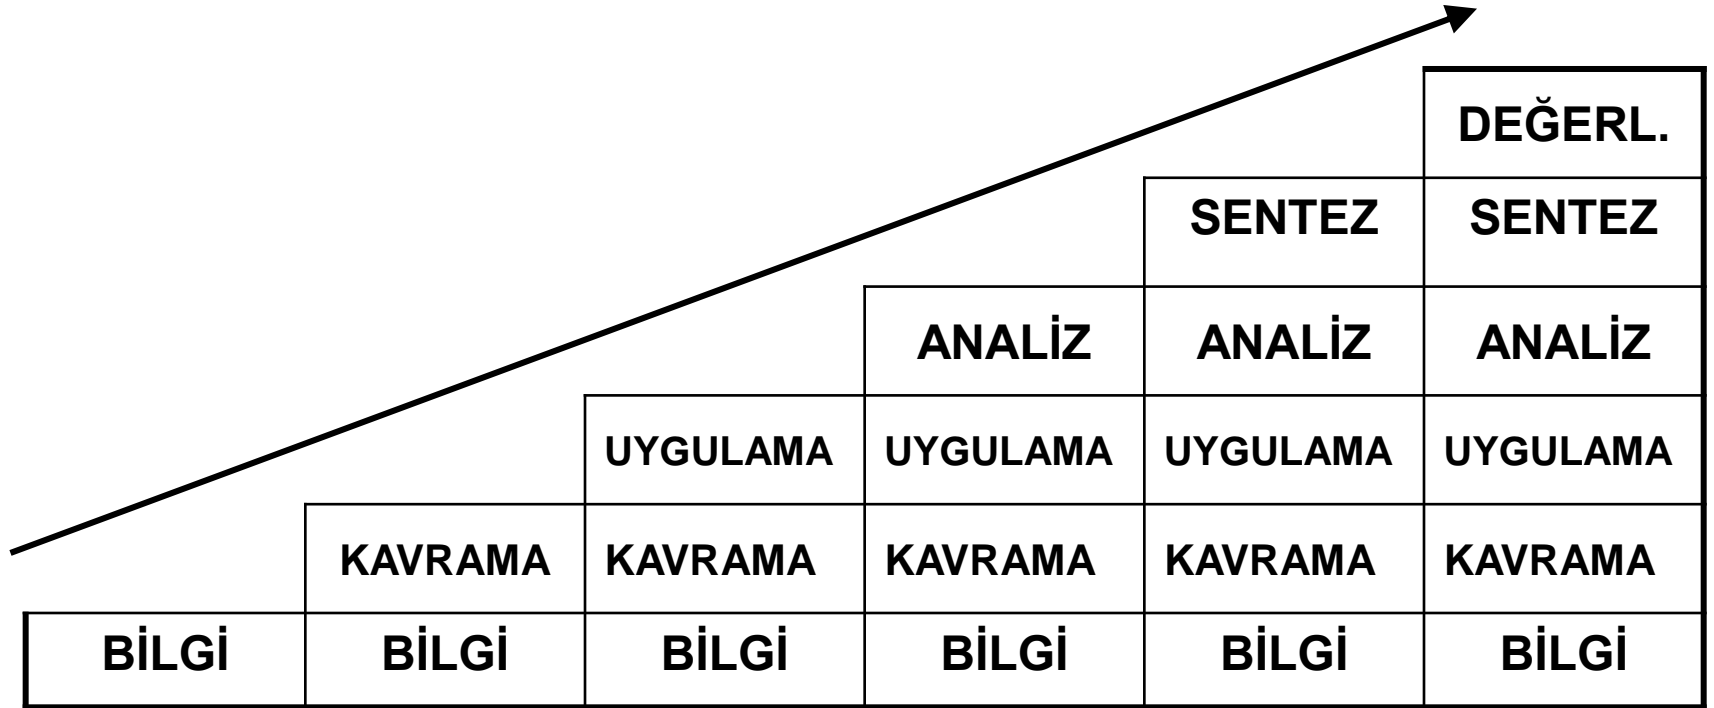 DEĞERL.
SENTEZ SENTEZ
ANALİZ ANALİZ ANALİZ
UYGULAMA UYGULAMA UYGULAMA UYGULAMA
KAVRAMA KAVRAMA KAVRAMA KAVRAMA KAVRAMA
BİLGİ BİLGİ BİLGİ BİLGİ BİLGİ BİLGİ